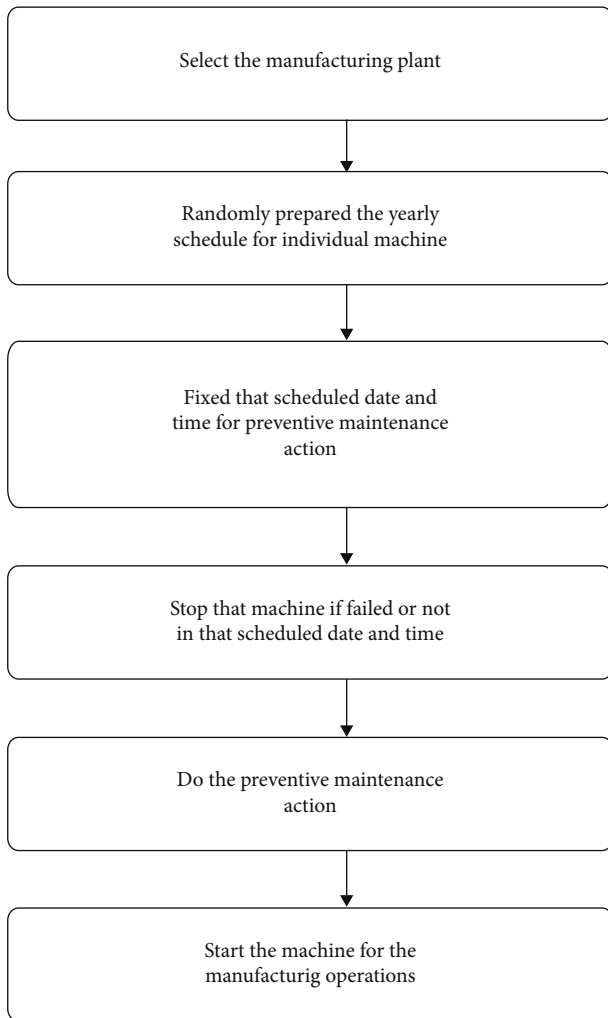 Select the manufacturing plant
Randomly prepared the yearly
schedule for individual machine
Fixed that scheduled date and
time for preventive maintenance
action
Stop that machine if failed or not
in that scheduled date and time
Do the preventive maintenance
action
Start the machine for the
manufacturig operations